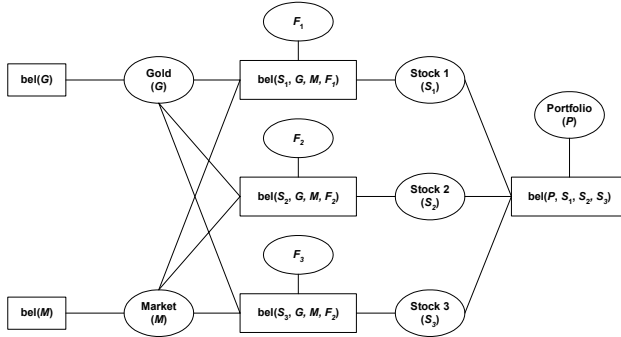 F1
bel(G)
Gold
(G)
bel(S1, G, M, F1)
Stock 1
(S1)
Portfolio
(P)
F2
bel(S2, G, M, F2)
Stock 2
(S2)
bel(P, S1, S2, S3)
F3
bel(M)
Market
(M)
bel(S3, G, M, F2)
Stock 3
(S3)